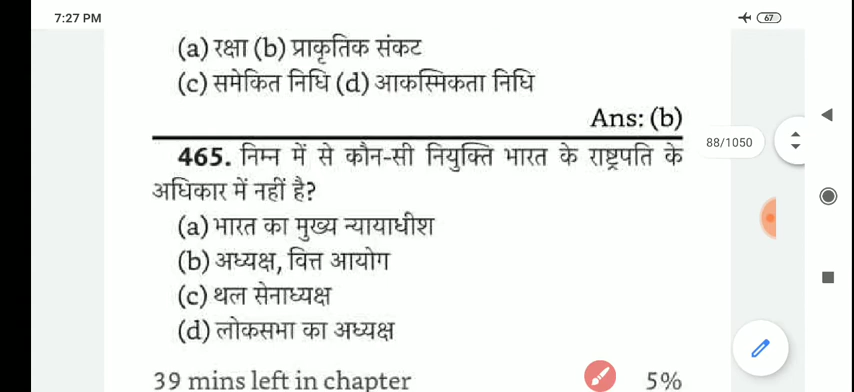 7:27 PM
67
(a) रक्षा (b) प्राकृतिक संकट
(c) समेकित निधि (d) आकस्मिकता निधि
Ans: (b)
88/1050
465. निम्न में से कौन-सी नियुक्ति भारत के राष्ट्रपति के
अधिकार में नहीं है?
(a) भारत का मुख्य न्यायाधीश
(b) अध्यक्ष, वित्त आयोग
(c) थल सेनाध्यक्ष
(d) लोकसभा का अध्यक्ष
39 mins left in chapter 5%